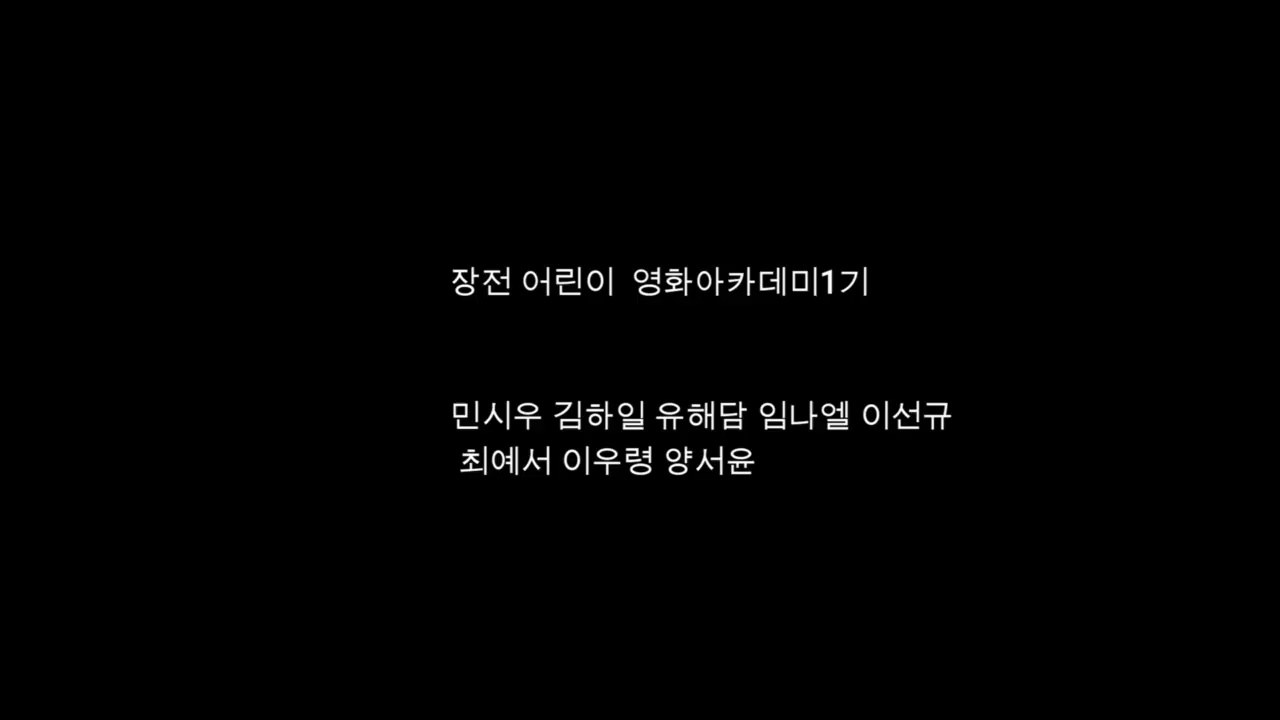 장전 어린이  영화아카데미1기
민시우 김하일 유해담 임나엘 이선규
최예서 이우령 양서윤